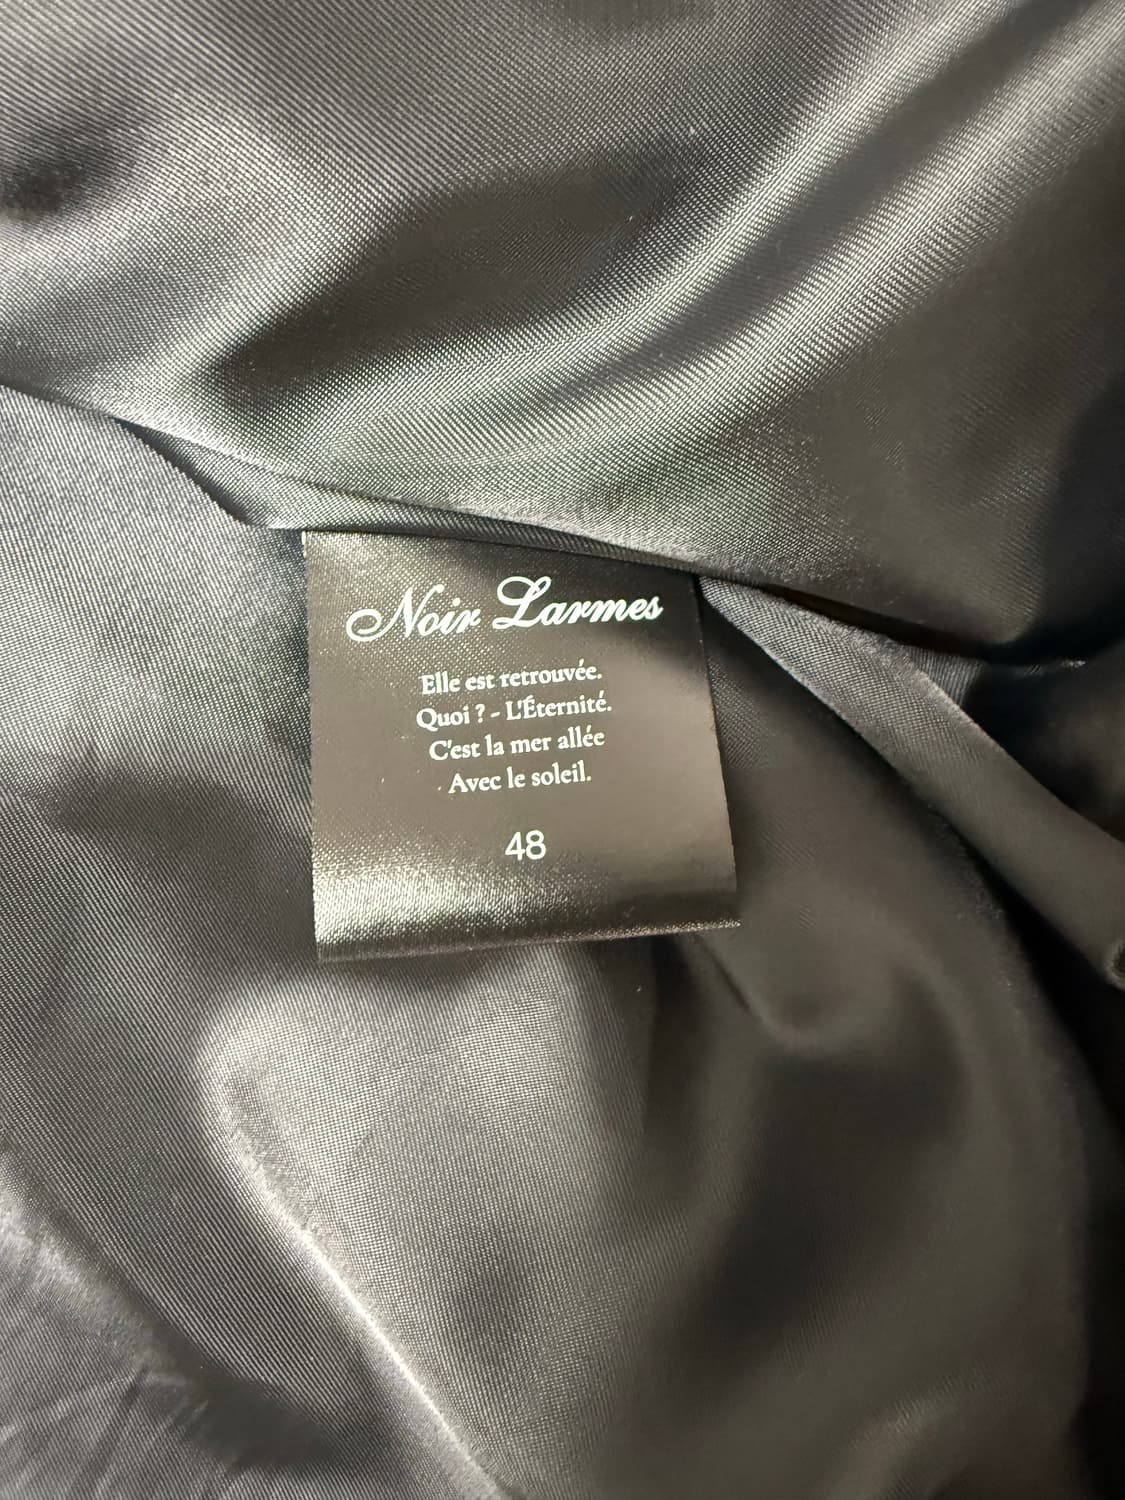 Noir Larmes
Elle est retrouvée.
Quoi ? - L'Éternité.
C'est la mer allée
Avec le soleil.
48